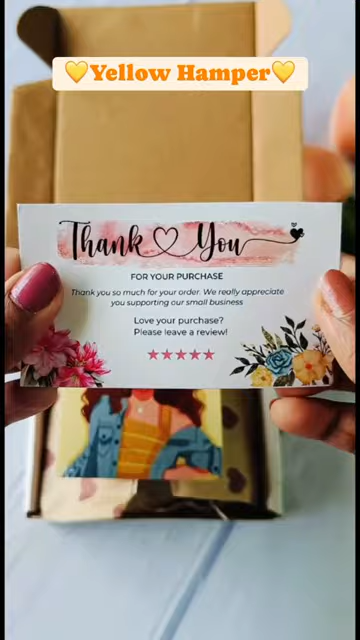 💛Yellow Hamper💛
Thank You
FOR YOUR PURCHASE
Thank you so much for your order. We really appreciate
you supporting our small business
Love your purchase?
Please leave a review!